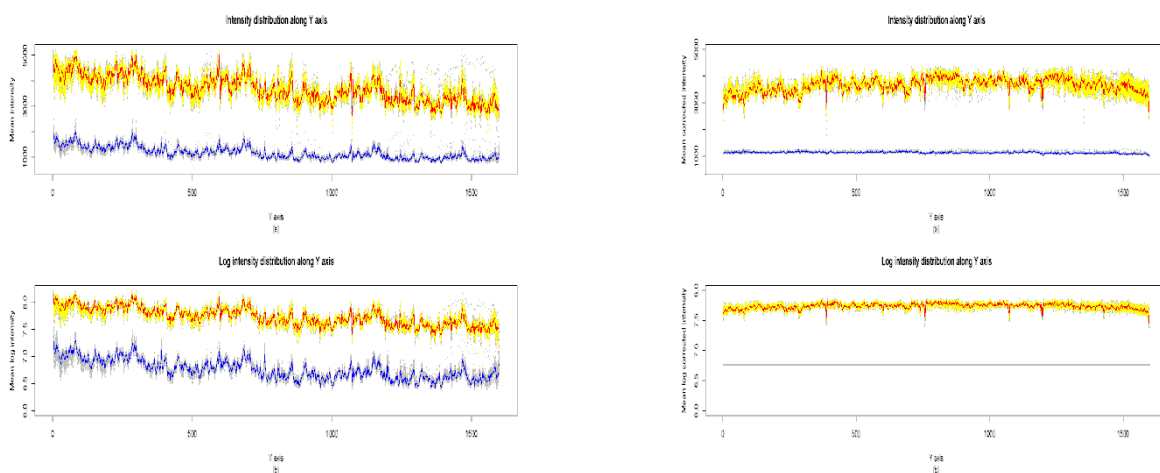 Intensity distribution along Y axis
Mean intensity
5000
3000
1000
0
500
1000
1500
Y axis
(a)
Intensity distribution along Y axis
Mean corrected intensity
5000
3000
1000
0
500
1000
1500
Y axis
(a)
Log intensity distribution along Y axis
Mean log intensity
8.0
7.5
7.0
6.5
6.0
0
500
1000
1500
Y axis
(b)
Log intensity distribution along Y axis
Mean log corrected intensity
8.0
7.5
7.0
6.5
6.0
0
500
1000
1500
Y axis
(b)